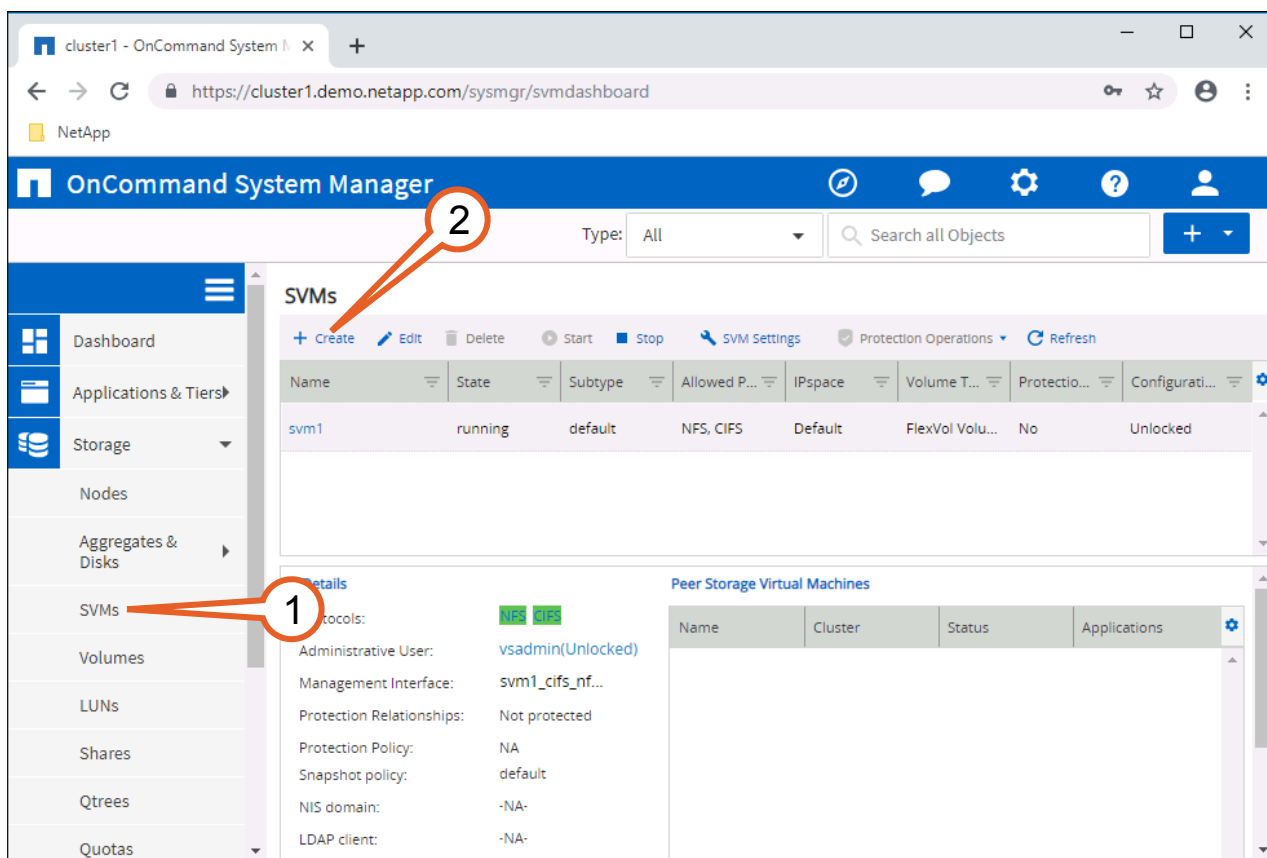 cluster1 - OnCommand System M
https://cluster1.demo.netapp.com/sysmgr/svmdashboard
NetApp
OnCommand System Manager
2
Type: All Search all Objects
SVMs
Create Edit Delete Start Stop SVM Settings Protection Operations Refresh
Name State Subtype Allowed P... IPspace Volume T... Protectio... Configurati...
svm1 running default NFS, CIFS Default FlexVol Volu... No Unlocked
Dashboard
Applications & Tiers
Storage
Nodes
Aggregates &
Disks
SVMs
Volumes
LUNs
Shares
Qtrees
Quotas
1
Details
tocols: NFS CIFS
Administrative User: vsadmin(Unlocked)
Management Interface: svm1_cifs_nf...
Protection Relationships: Not protected
Protection Policy: NA
Snapshot policy: default
NIS domain: -NA-
LDAP client: -NA-
Peer Storage Virtual Machines
Name Cluster Status Applications